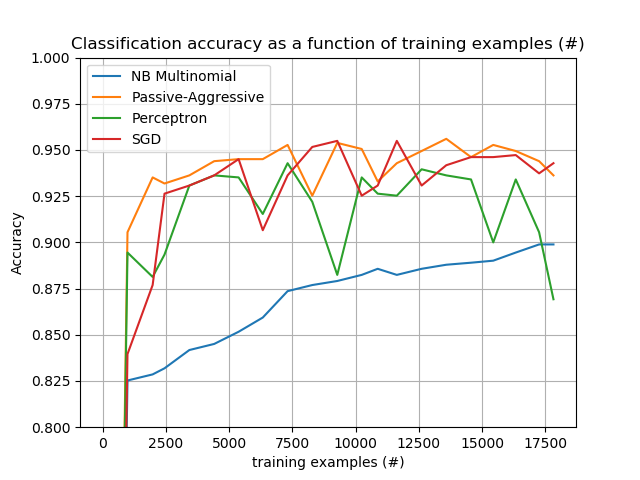 Classification accuracy as a function of training examples (#)
1.000
0.975
0.950
0.925
0.900
0.875
0.850
0.825
0.800
Accuracy
NB Multinomial
Passive-Aggressive
Perceptron
SGD
0
2500
5000
7500
10000
12500
15000
17500
training examples (#)